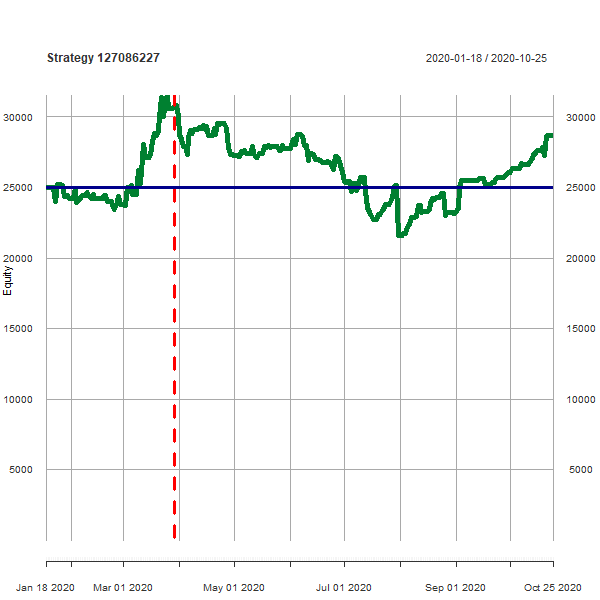 Strategy 127086227
2020-01-18 / 2020-10-25
30000
30000
25000
25000
20000
20000
15000
15000
10000
10000
5000
5000
Equity
Jan 18 2020
Mar 01 2020
May 01 2020
Jul 01 2020
Sep 01 2020
Oct 25 2020